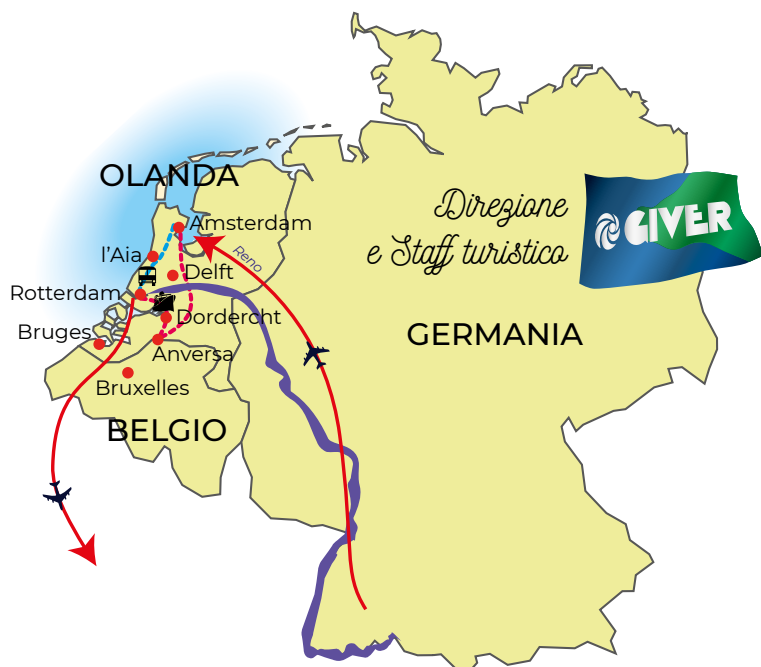 OLANDA
Direzione
e Staff turistico
GIVER
Amsterdam
Reno
l'Aia
Delft
Rotterdam
Dordercht
Bruges
Anversa
GERMANIA
Bruxelles
BELGIO